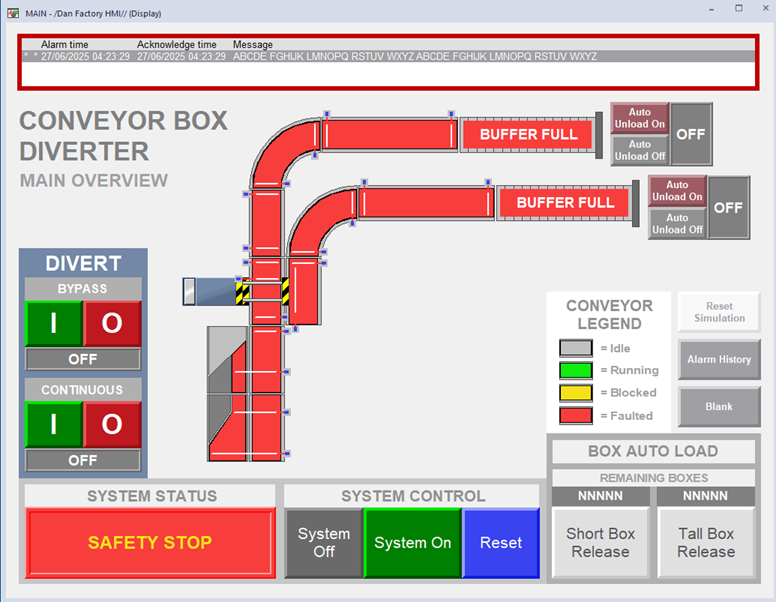 MAIN - /Dan Factory HMI// (Display)
Alarm time Acknowledge time Message
* * 27/06/2025 04:23:29 27/06/2025 04:23:29 ABCDE FGHIJK LMNOPQ RSTUV WXYZ ABCDE FGHIJK LMNOPQ RSTUV WXYZ
CONVEYOR BOX
DIVERTER
MAIN OVERVIEW
BUFFER FULL
Auto
Unload On
Auto
Unload Off
OFF
BUFFER FULL
Auto
Unload On
Auto
Unload Off
OFF
DIVERT
BYPASS
I O
OFF
CONTINUOUS
I O
OFF
CONVEYOR
LEGEND
= Idle
= Running
= Blocked
= Faulted
Reset
Simulation
Alarm History
Blank
BOX AUTO LOAD
REMAINING BOXES
NNNNN NNNNN
Short Box
Release
Tall Box
Release
SYSTEM STATUS
SAFETY STOP
SYSTEM CONTROL
System
Off
System On
Reset